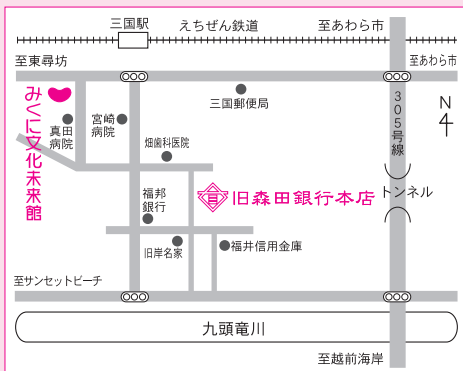 三国駅
えちぜん鉄道
至あわら市
至東尋坊
至あわら市
みくに文化未来館
真田
病院
宮崎
病院
三国郵便局
305号線
N
畑歯科医院
トンネル
福邦
銀行
旧森田銀行本店
旧岸名家
福井信用金庫
至サンセットビーチ
九頭竜川
至越前海岸